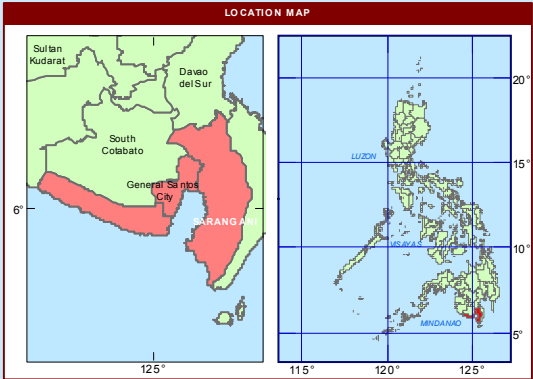 LOCATION MAP
Sultan
Kudarat
Davao
del Sur
South
Cotabato
General Santos
City
SARANGANI
6°
125°
20°
LUZON
15°
VISAYAS
10°
MINDANAO
5°
115°
120°
125°